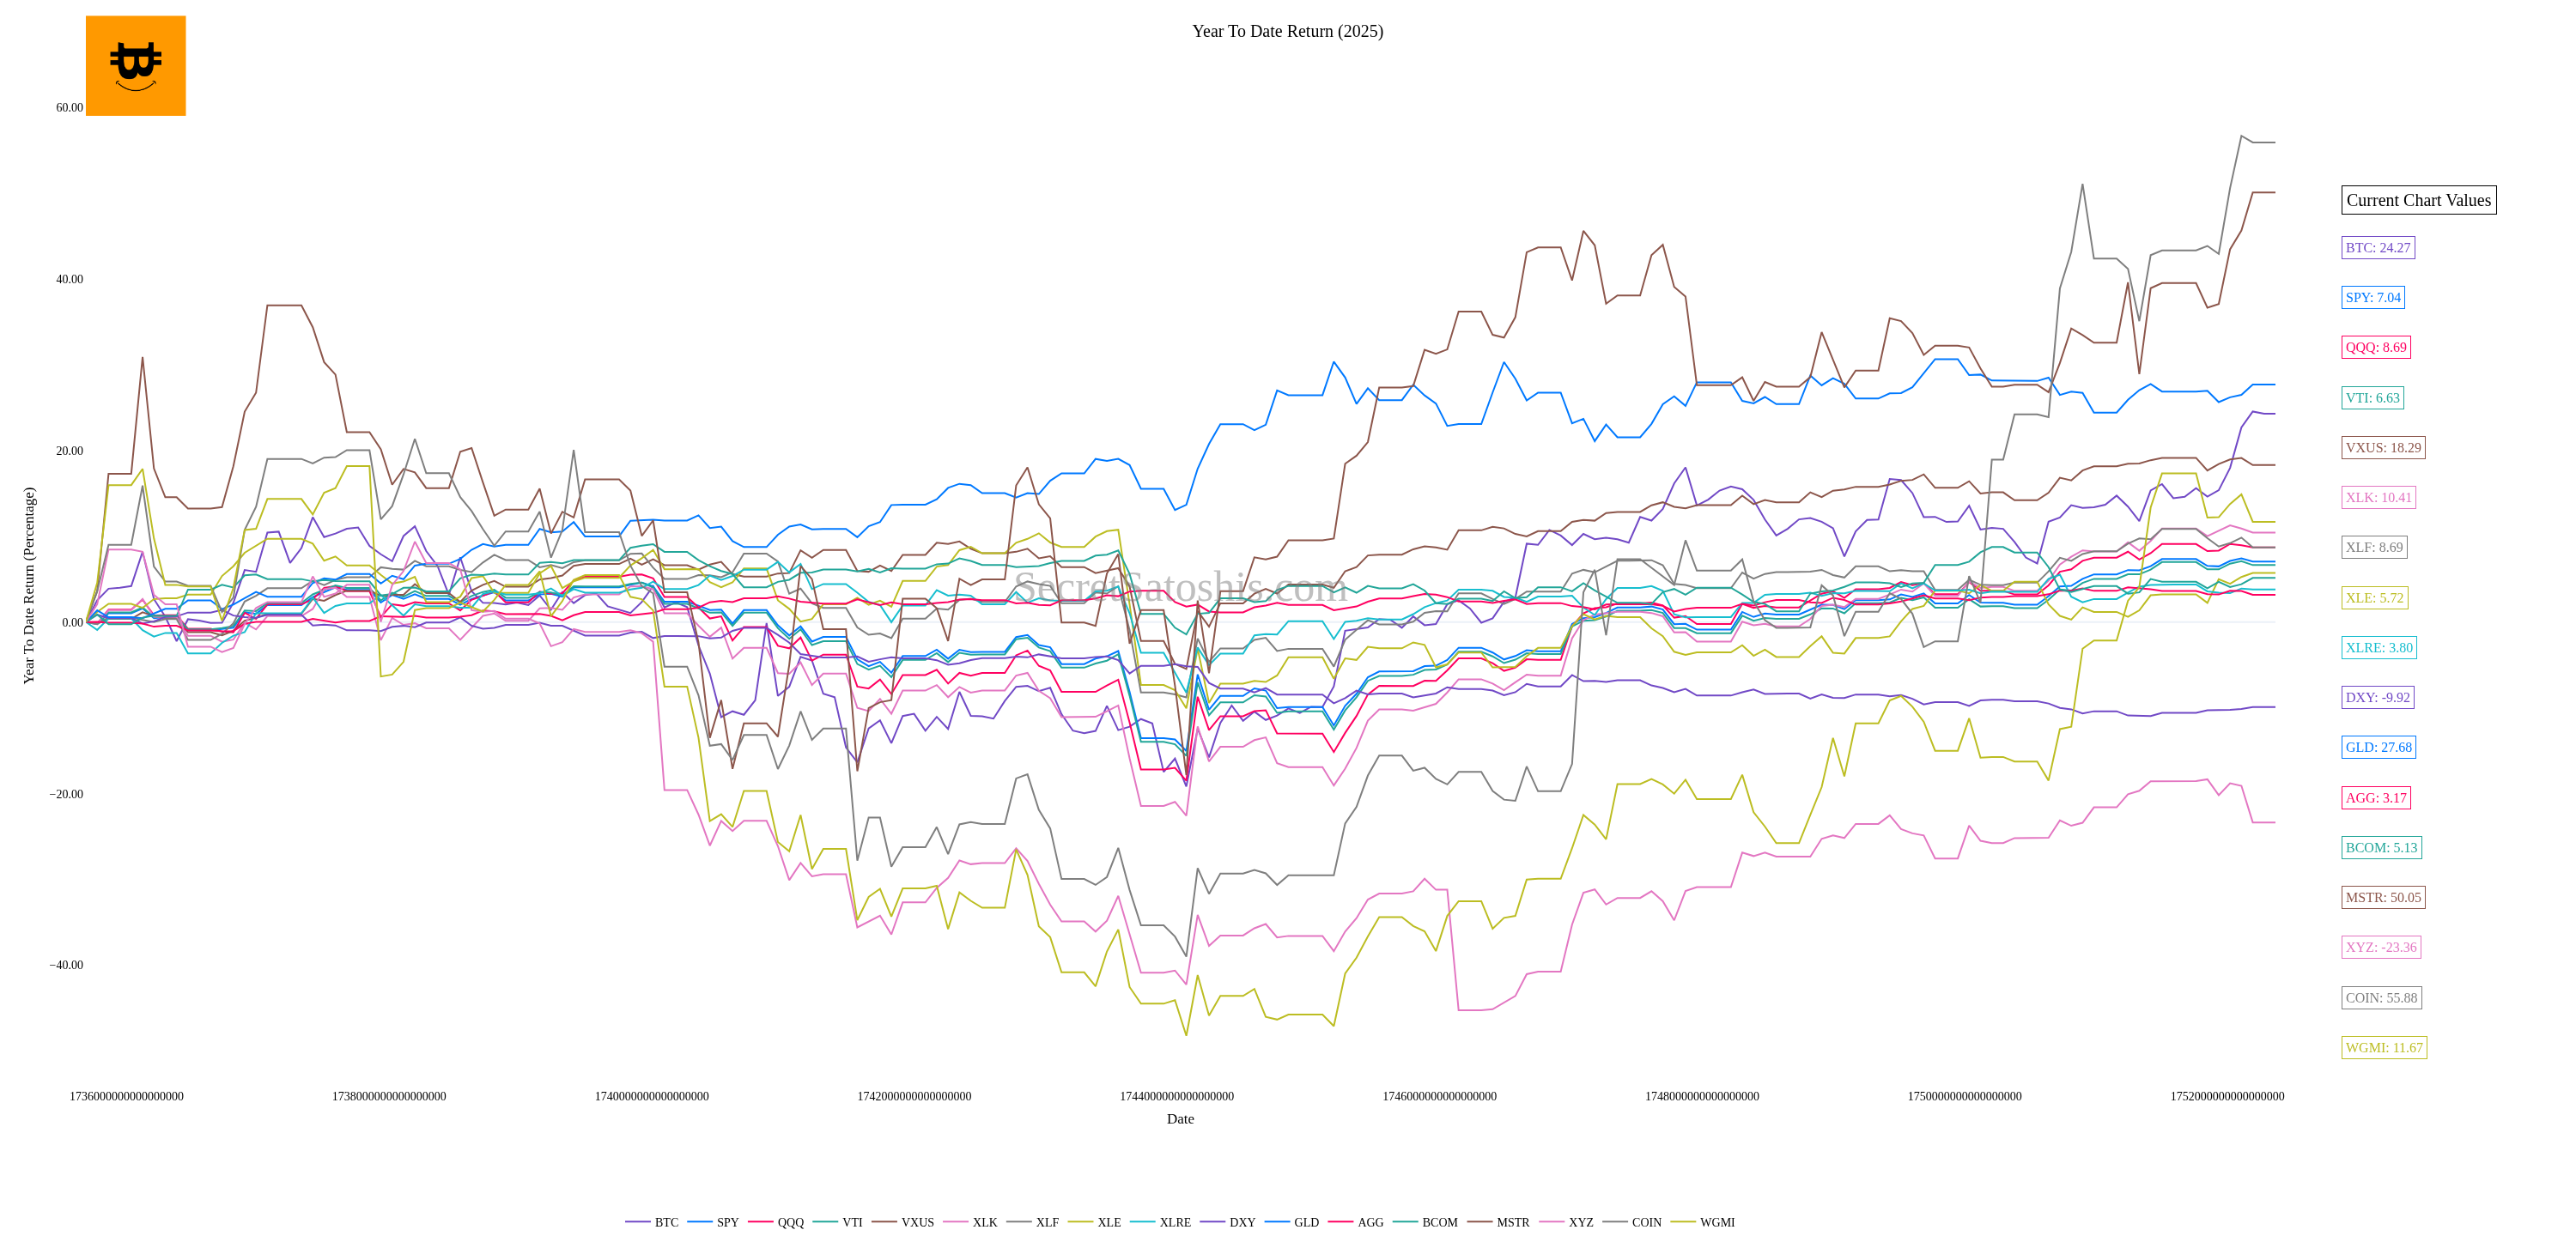 Year To Date Return (2025)
60.00
40.00
20.00
0.00
−20.00
−40.00
Year To Date Return (Percentage)
SecretSatoshis.com
1736000000000000000 1738000000000000000 1740000000000000000 1742000000000000000 1744000000000000000 1746000000000000000 1748000000000000000 1750000000000000000 1752000000000000000
Date
Current Chart Values
BTC: 24.27
SPY: 7.04
QQQ: 8.69
VTI: 6.63
VXUS: 18.29
XLK: 10.41
XLF: 8.69
XLE: 5.72
XLRE: 3.80
DXY: -9.92
GLD: 27.68
AGG: 3.17
BCOM: 5.13
MSTR: 50.05
XYZ: -23.36
COIN: 55.88
WGMI: 11.67
BTC SPY QQQ VTI VXUS XLK XLF XLE XLRE DXY GLD AGG BCOM MSTR XYZ COIN WGMI